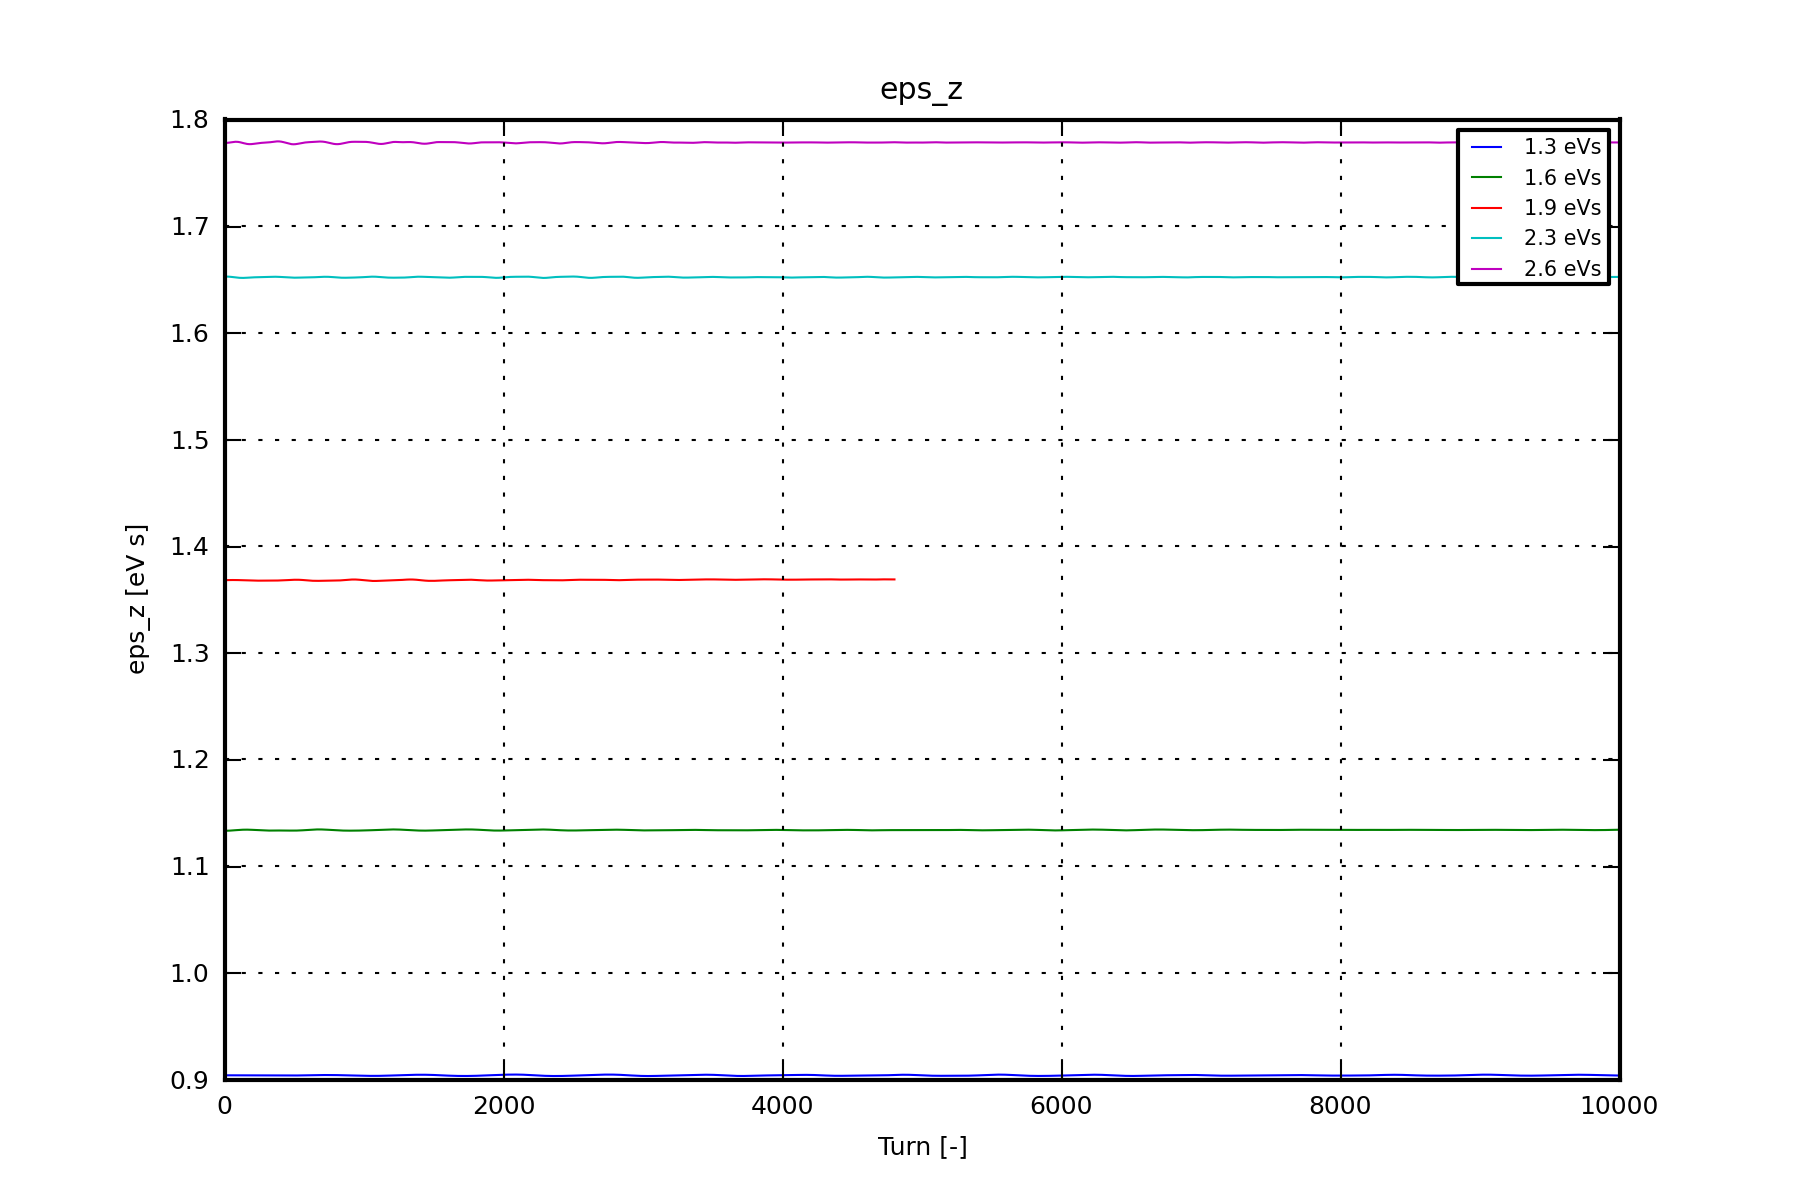 eps_z
1.8
1.7
1.6
1.5
1.4
1.3
1.2
1.1
1.0
0.9
eps_z [eV s]
1.3 eVs
1.6 eVs
1.9 eVs
2.3 eVs
2.6 eVs
0 2000 4000 6000 8000 10000
Turn [-]